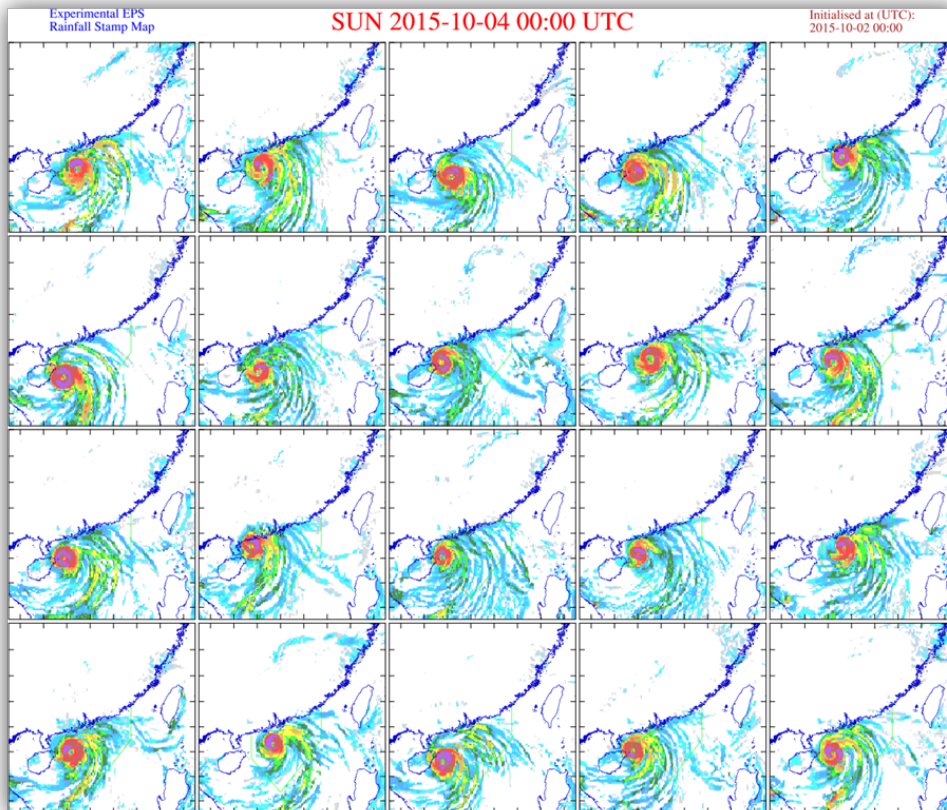 Experimental EPS
Rainfall Stamp Map
SUN 2015-10-04 00:00 UTC
Initialised at (UTC):
2015-10-02 00:00